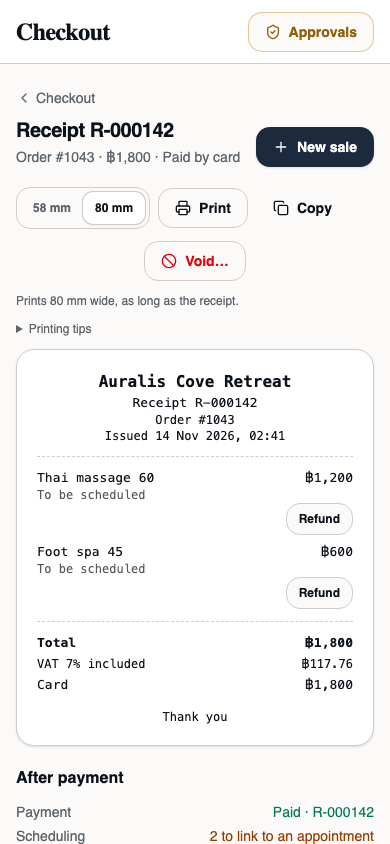 Checkout
Approvals
Checkout
Receipt R-000142
Order #1043 · ฿1,800 · Paid by card
New sale
58 mm
80 mm
Print
Copy
Void…
Prints 80 mm wide, as long as the receipt.
Printing tips
Auralis Cove Retreat
Receipt R-000142
Order #1043
Issued 14 Nov 2026, 02:41
Thai massage 60 ฿1,200
To be scheduled
Refund
Foot spa 45 ฿600
To be scheduled
Refund
Total ฿1,800
VAT 7% included ฿117.76
Card ฿1,800
Thank you
After payment
Payment Paid · R-000142
Scheduling 2 to link to an appointment